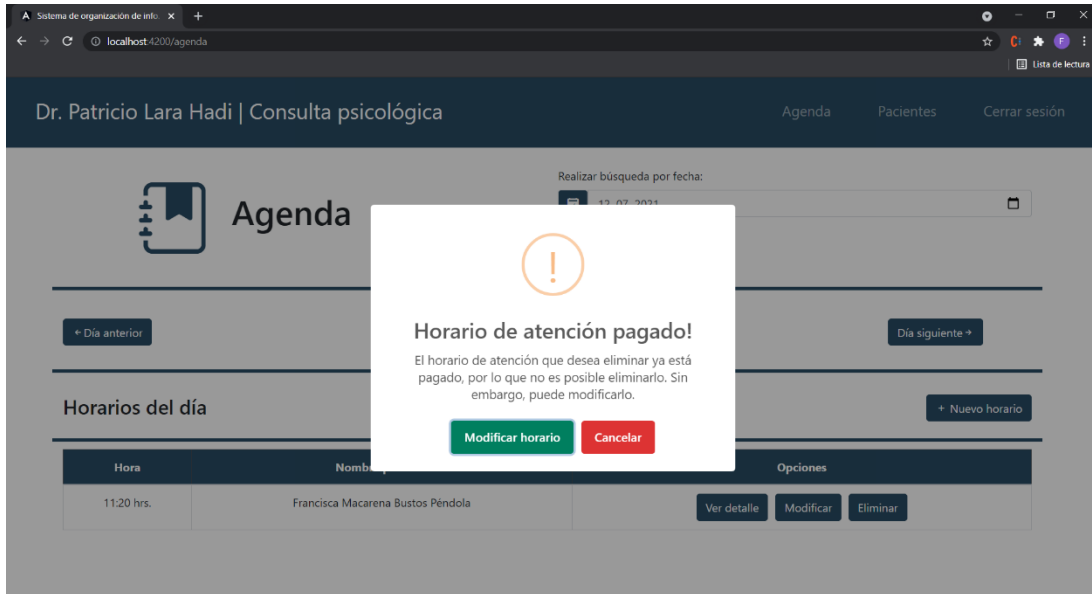 Sistema de organización de info.
localhost:4200/agenda
Lista de lectura
Dr. Patricio Lara Hadi | Consulta psicológica
Agenda Pacientes Cerrar sesión
Realizar búsqueda por fecha:
12-07-2021
Agenda
!
Horario de atención pagado!
El horario de atención que desea eliminar ya está
pagado, por lo que no es posible eliminarlo. Sin
embargo, puede modificarlo.
Modificar horario Cancelar
← Día anterior
Día siguiente →
Horarios del día
+ Nuevo horario
Hora Opciones
11:20 hrs. Francisca Macarena Bustos Péndola Ver detalle Modificar Eliminar